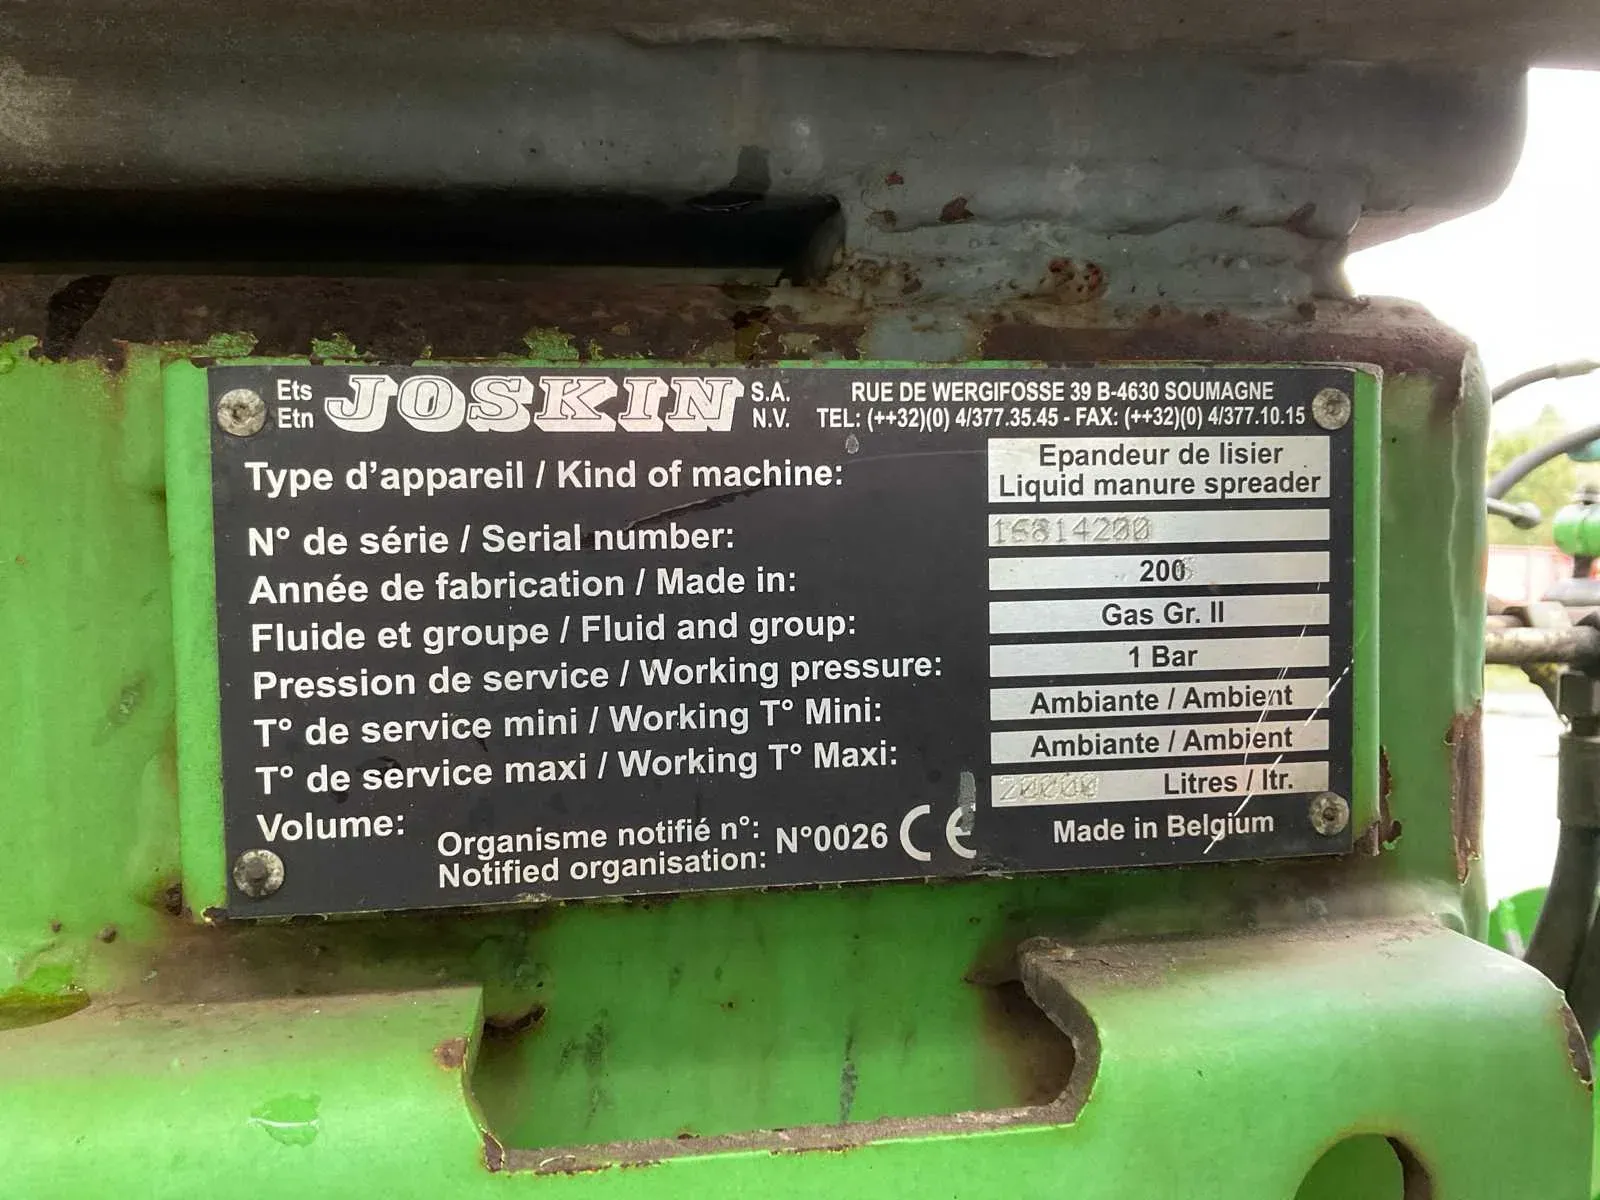 Ets JOSKIN S.A. RUE DE WERGIFOSSE 39 B-4630 SOUMAGNE
Etn N.V. TEL: (++32)(0) 4/377.35.45 - FAX: (++32)(0) 4/377.10.15
Type d'appareil / Kind of machine: Epandeur de lisier
Liquid manure spreader
N° de série / Serial number: 16814200
Année de fabrication / Made in:
Fluide et groupe / Fluid and group: Gas Gr. II
Pression de service / Working pressure: 1 Bar
T° de service mini / Working T° Mini: Ambiante / Ambient
T° de service maxi / Working T° Maxi: Ambiante / Ambient
Volume: 20000 Litres / ltr.
Organisme notifié n°: N°0026 CE Made in Belgium
Notified organisation: